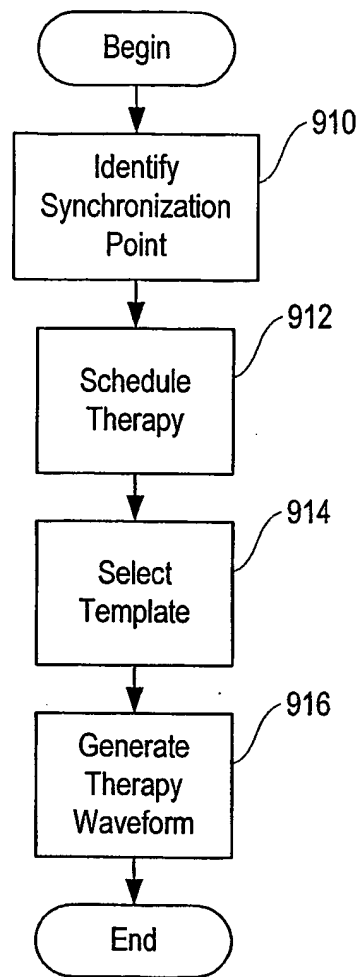 Begin
910
Identify
Synchronization
Point
912
Schedule
Therapy
914
Select
Template
916
Generate
Therapy
Waveform
End